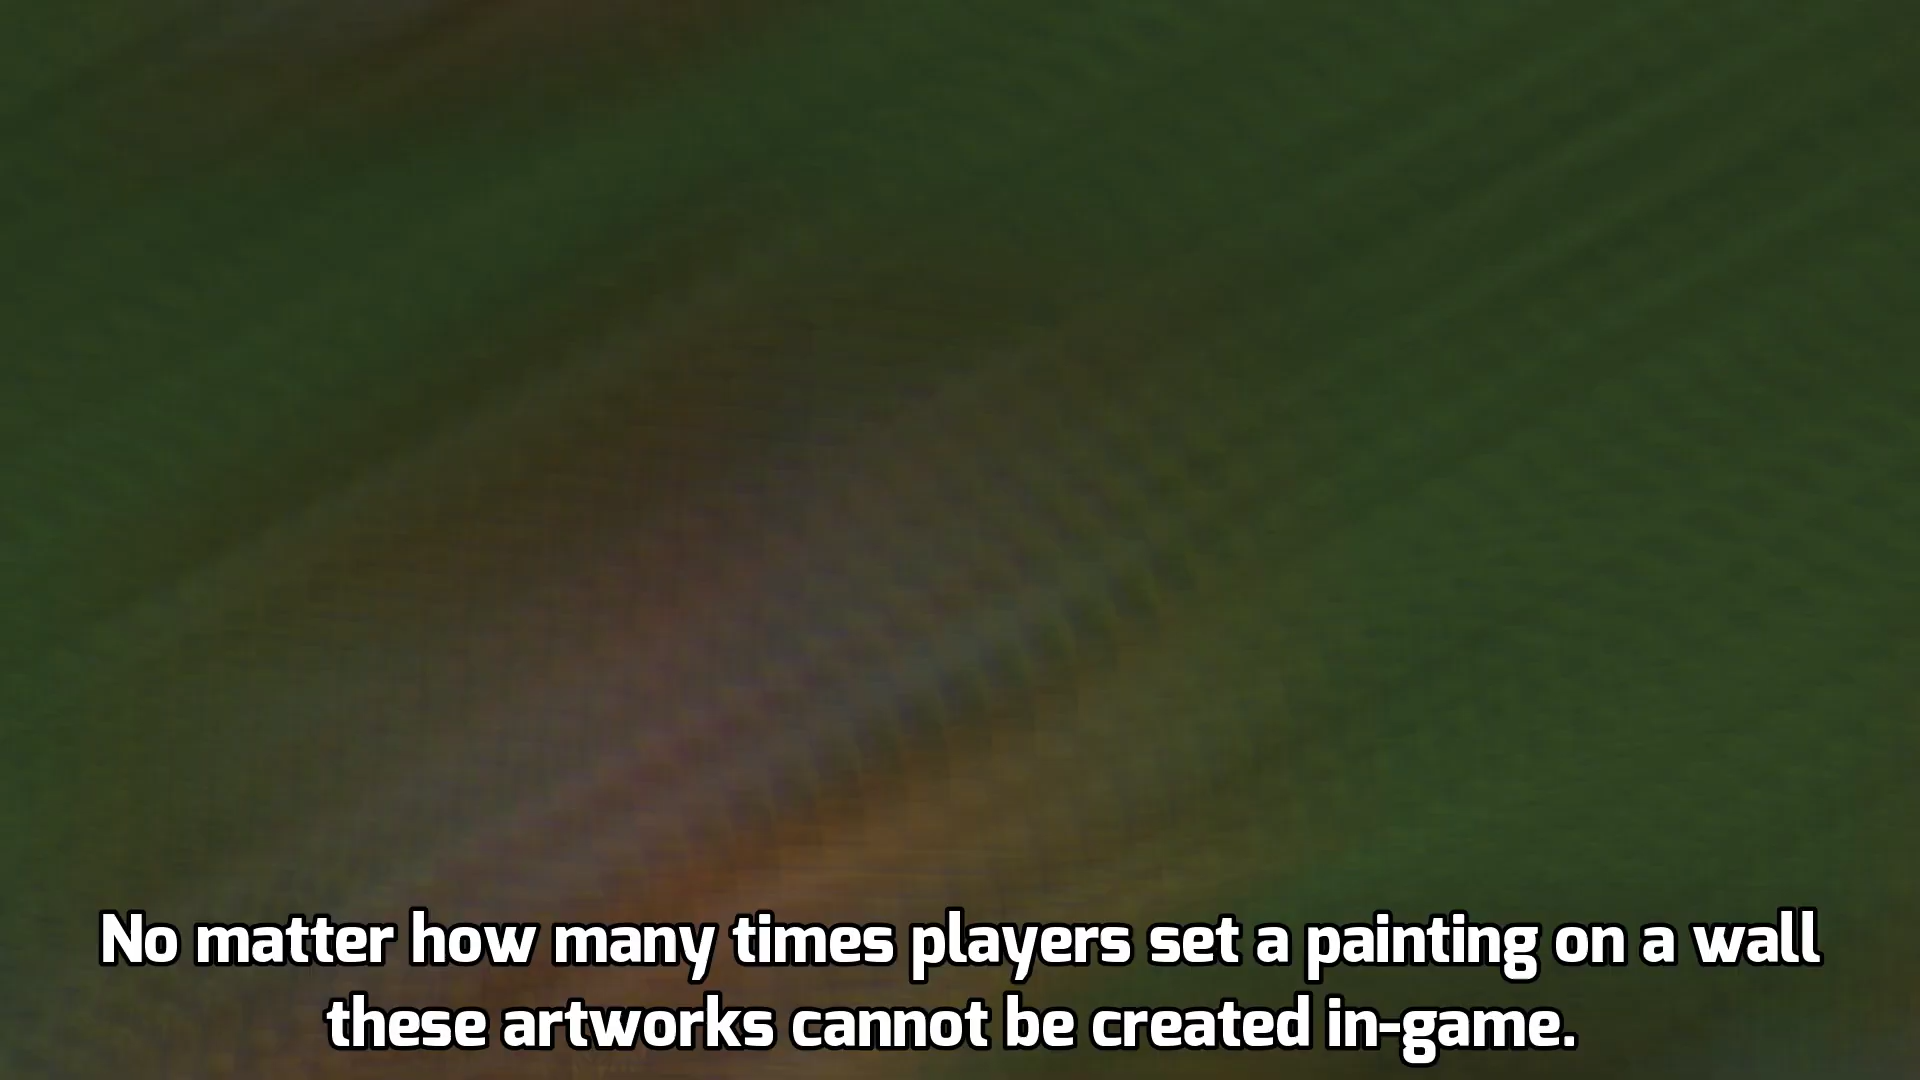 No matter how many times players set a painting on a wall
these artworks cannot be created in-game.